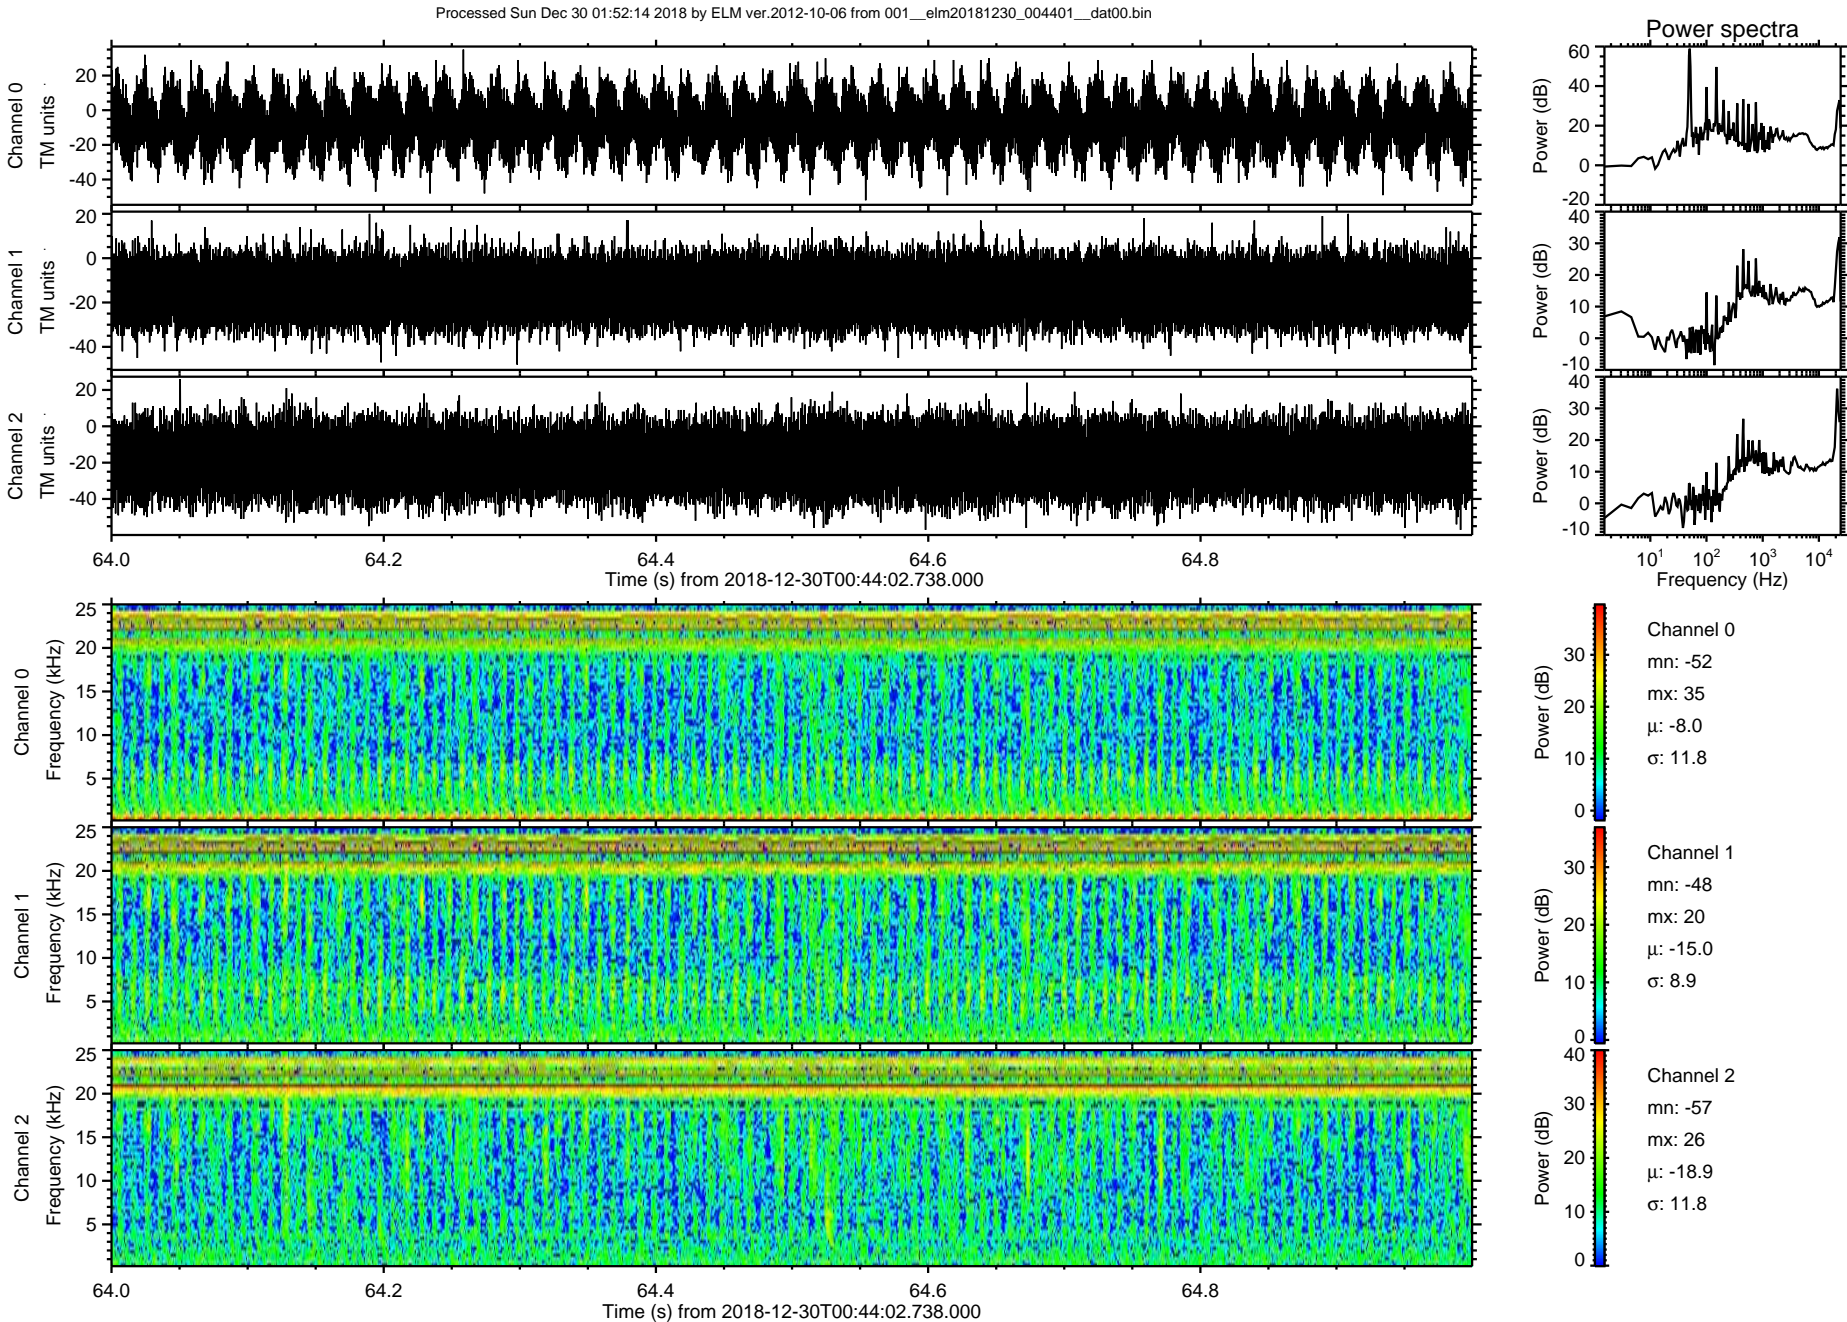 Processed Sun Dec 30 01:52:14 2018 by ELM ver.2012-10-06 from 001__elm20181230_004401__dat00.bin
Power spectra
Channel 0
TM units
20
0
-20
-40
Power (dB)
60
40
20
0
-20
Channel 1
TM units
20
0
-20
-40
Power (dB)
40
30
20
10
0
-10
Channel 2
TM units
20
0
-20
-40
Power (dB)
40
30
20
10
0
-10
64.0 64.2 64.4 64.6 64.8
Time (s) from 2018-12-30T00:44:02.738.000
10^1 10^2 10^3 10^4
Frequency (Hz)
Channel 0
Frequency (kHz)
25
20
15
10
5
Power (dB)
30
20
10
0
Channel 0
mn: -52
mx: 35
μ: -8.0
σ: 11.8
Channel 1
Frequency (kHz)
25
20
15
10
5
Power (dB)
30
20
10
0
Channel 1
mn: -48
mx: 20
μ: -15.0
σ: 8.9
Channel 2
Frequency (kHz)
25
20
15
10
5
Power (dB)
40
30
20
10
0
Channel 2
mn: -57
mx: 26
μ: -18.9
σ: 11.8
64.0 64.2 64.4 64.6 64.8
Time (s) from 2018-12-30T00:44:02.738.000